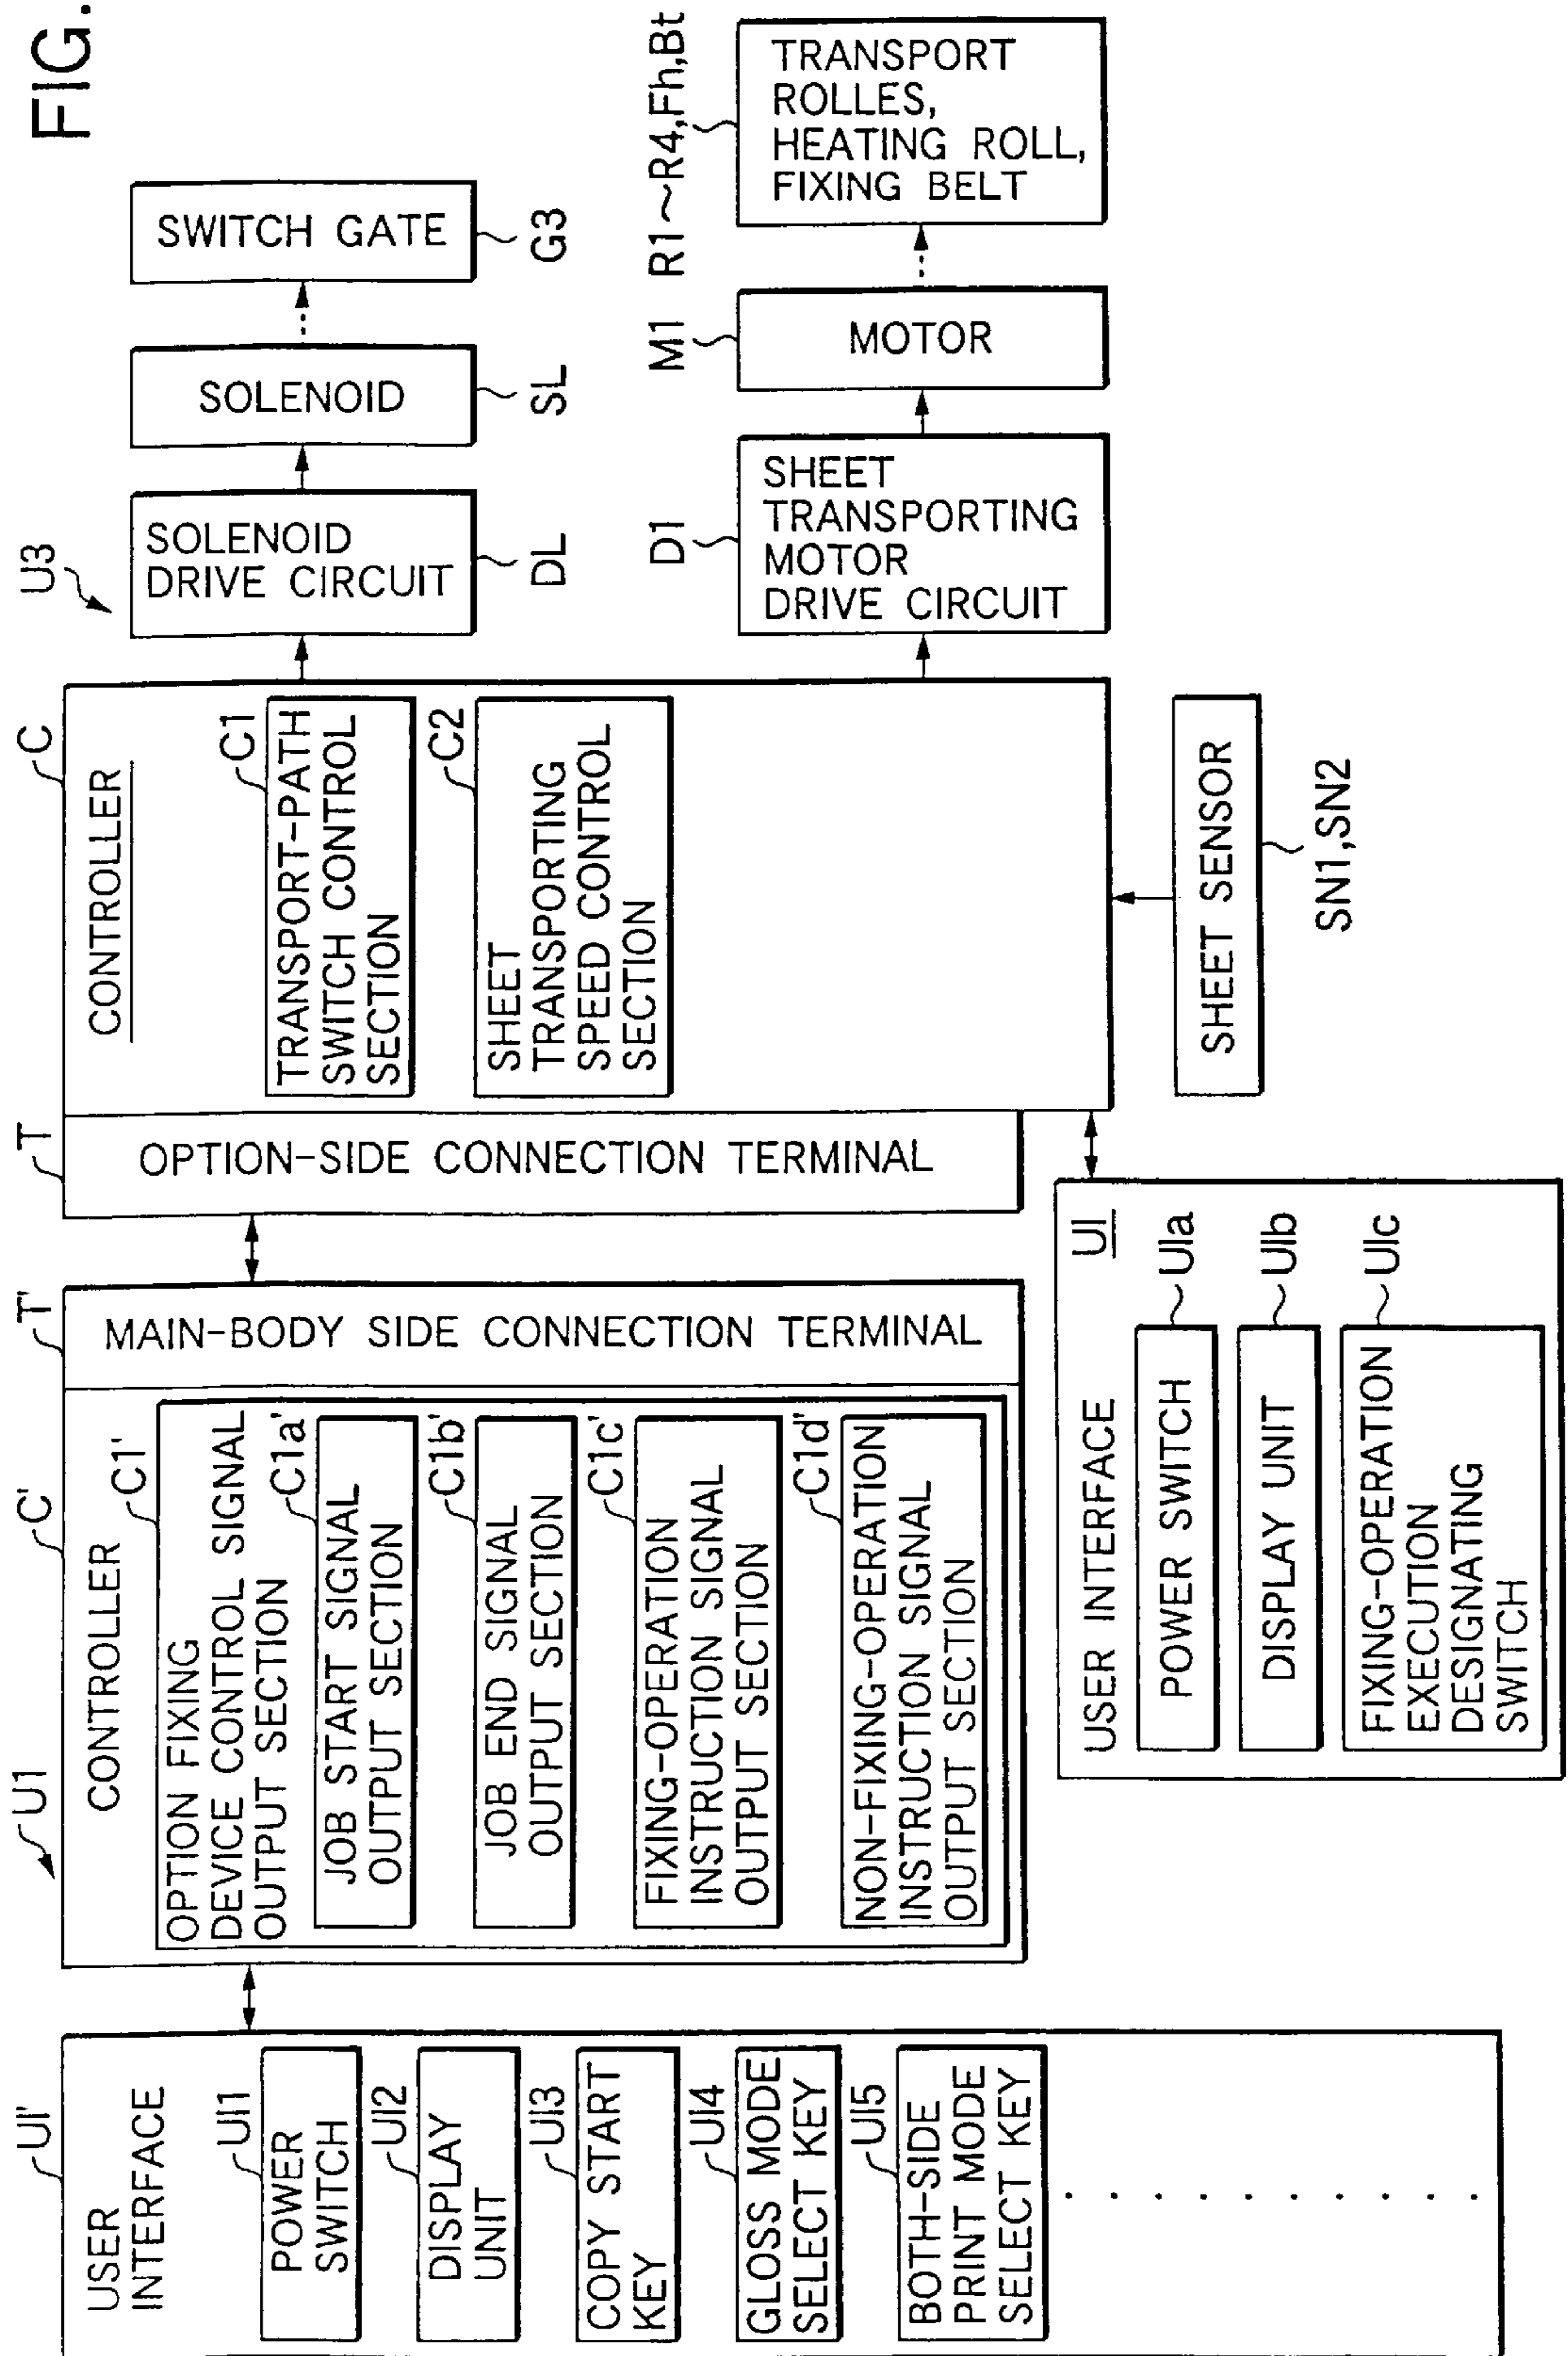 FIG.
UI'
USER
INTERFACE
UI1
POWER
SWITCH
UI2
DISPLAY
UNIT
UI3
COPY START
KEY
UI4
GLOSS MODE
SELECT KEY
UI5
BOTH-SIDE
PRINT MODE
SELECT KEY
U1
C'
CONTROLLER
C1'
OPTION FIXING
DEVICE CONTROL SIGNAL
OUTPUT SECTION
C1a'
JOB START SIGNAL
OUTPUT SECTION
C1b'
JOB END SIGNAL
OUTPUT SECTION
C1c'
FIXING-OPERATION
INSTRUCTION SIGNAL
OUTPUT SECTION
C1d'
NON-FIXING-OPERATION
INSTRUCTION SIGNAL
OUTPUT SECTION
T'
MAIN-BODY SIDE CONNECTION TERMINAL
T
OPTION-SIDE CONNECTION TERMINAL
C
CONTROLLER
C1
TRANSPORT-PATH
SWITCH CONTROL
SECTION
C2
SHEET
TRANSPORTING
SPEED CONTROL
SECTION
USER INTERFACE
UI
POWER SWITCH
UIa
DISPLAY UNIT
UIb
FIXING-OPERATION
EXECUTION
DESIGNATING
SWITCH
UIc
SHEET SENSOR
SN1,SN2
U3
SOLENOID
DRIVE CIRCUIT
DL
SOLENOID
SL
SWITCH GATE
G3
D1
SHEET
TRANSPORTING
MOTOR
DRIVE CIRCUIT
M1
MOTOR
R1~R4,Fh,Bt
TRANSPORT
ROLLES,
HEATING ROLL,
FIXING BELT